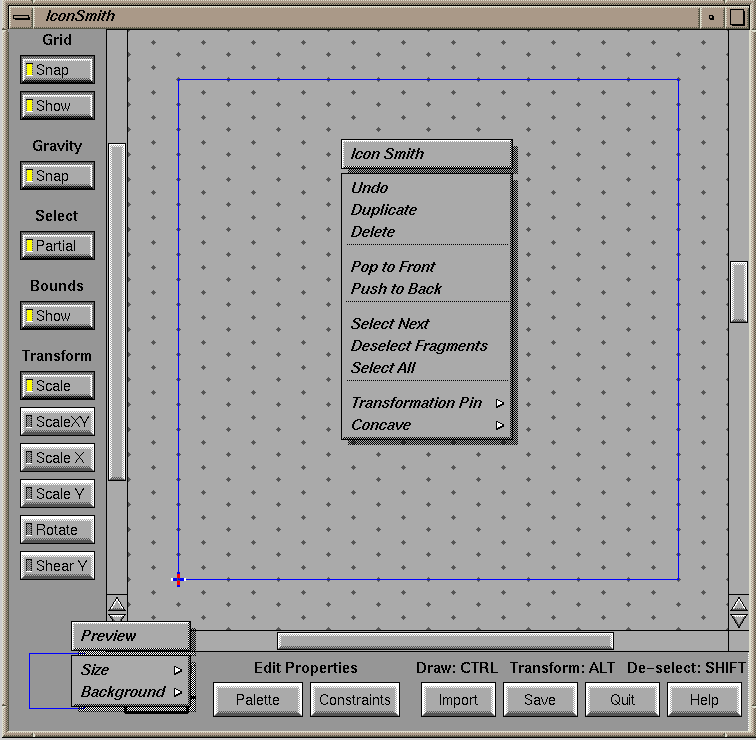 IconSmith
Grid
Snap
Show
Gravity
Snap
Select
Partial
Bounds
Show
Transform
Scale
ScaleXY
Scale X
Scale Y
Rotate
Shear Y
Icon Smith
Undo
Duplicate
Delete
Pop to Front
Push to Back
Select Next
Deselect Fragments
Select All
Transformation Pin
Concave
Preview
Size
Background
Edit Properties
Draw: CTRL Transform: ALT De-select: SHIFT
Palette Constraints Import Save Quit Help